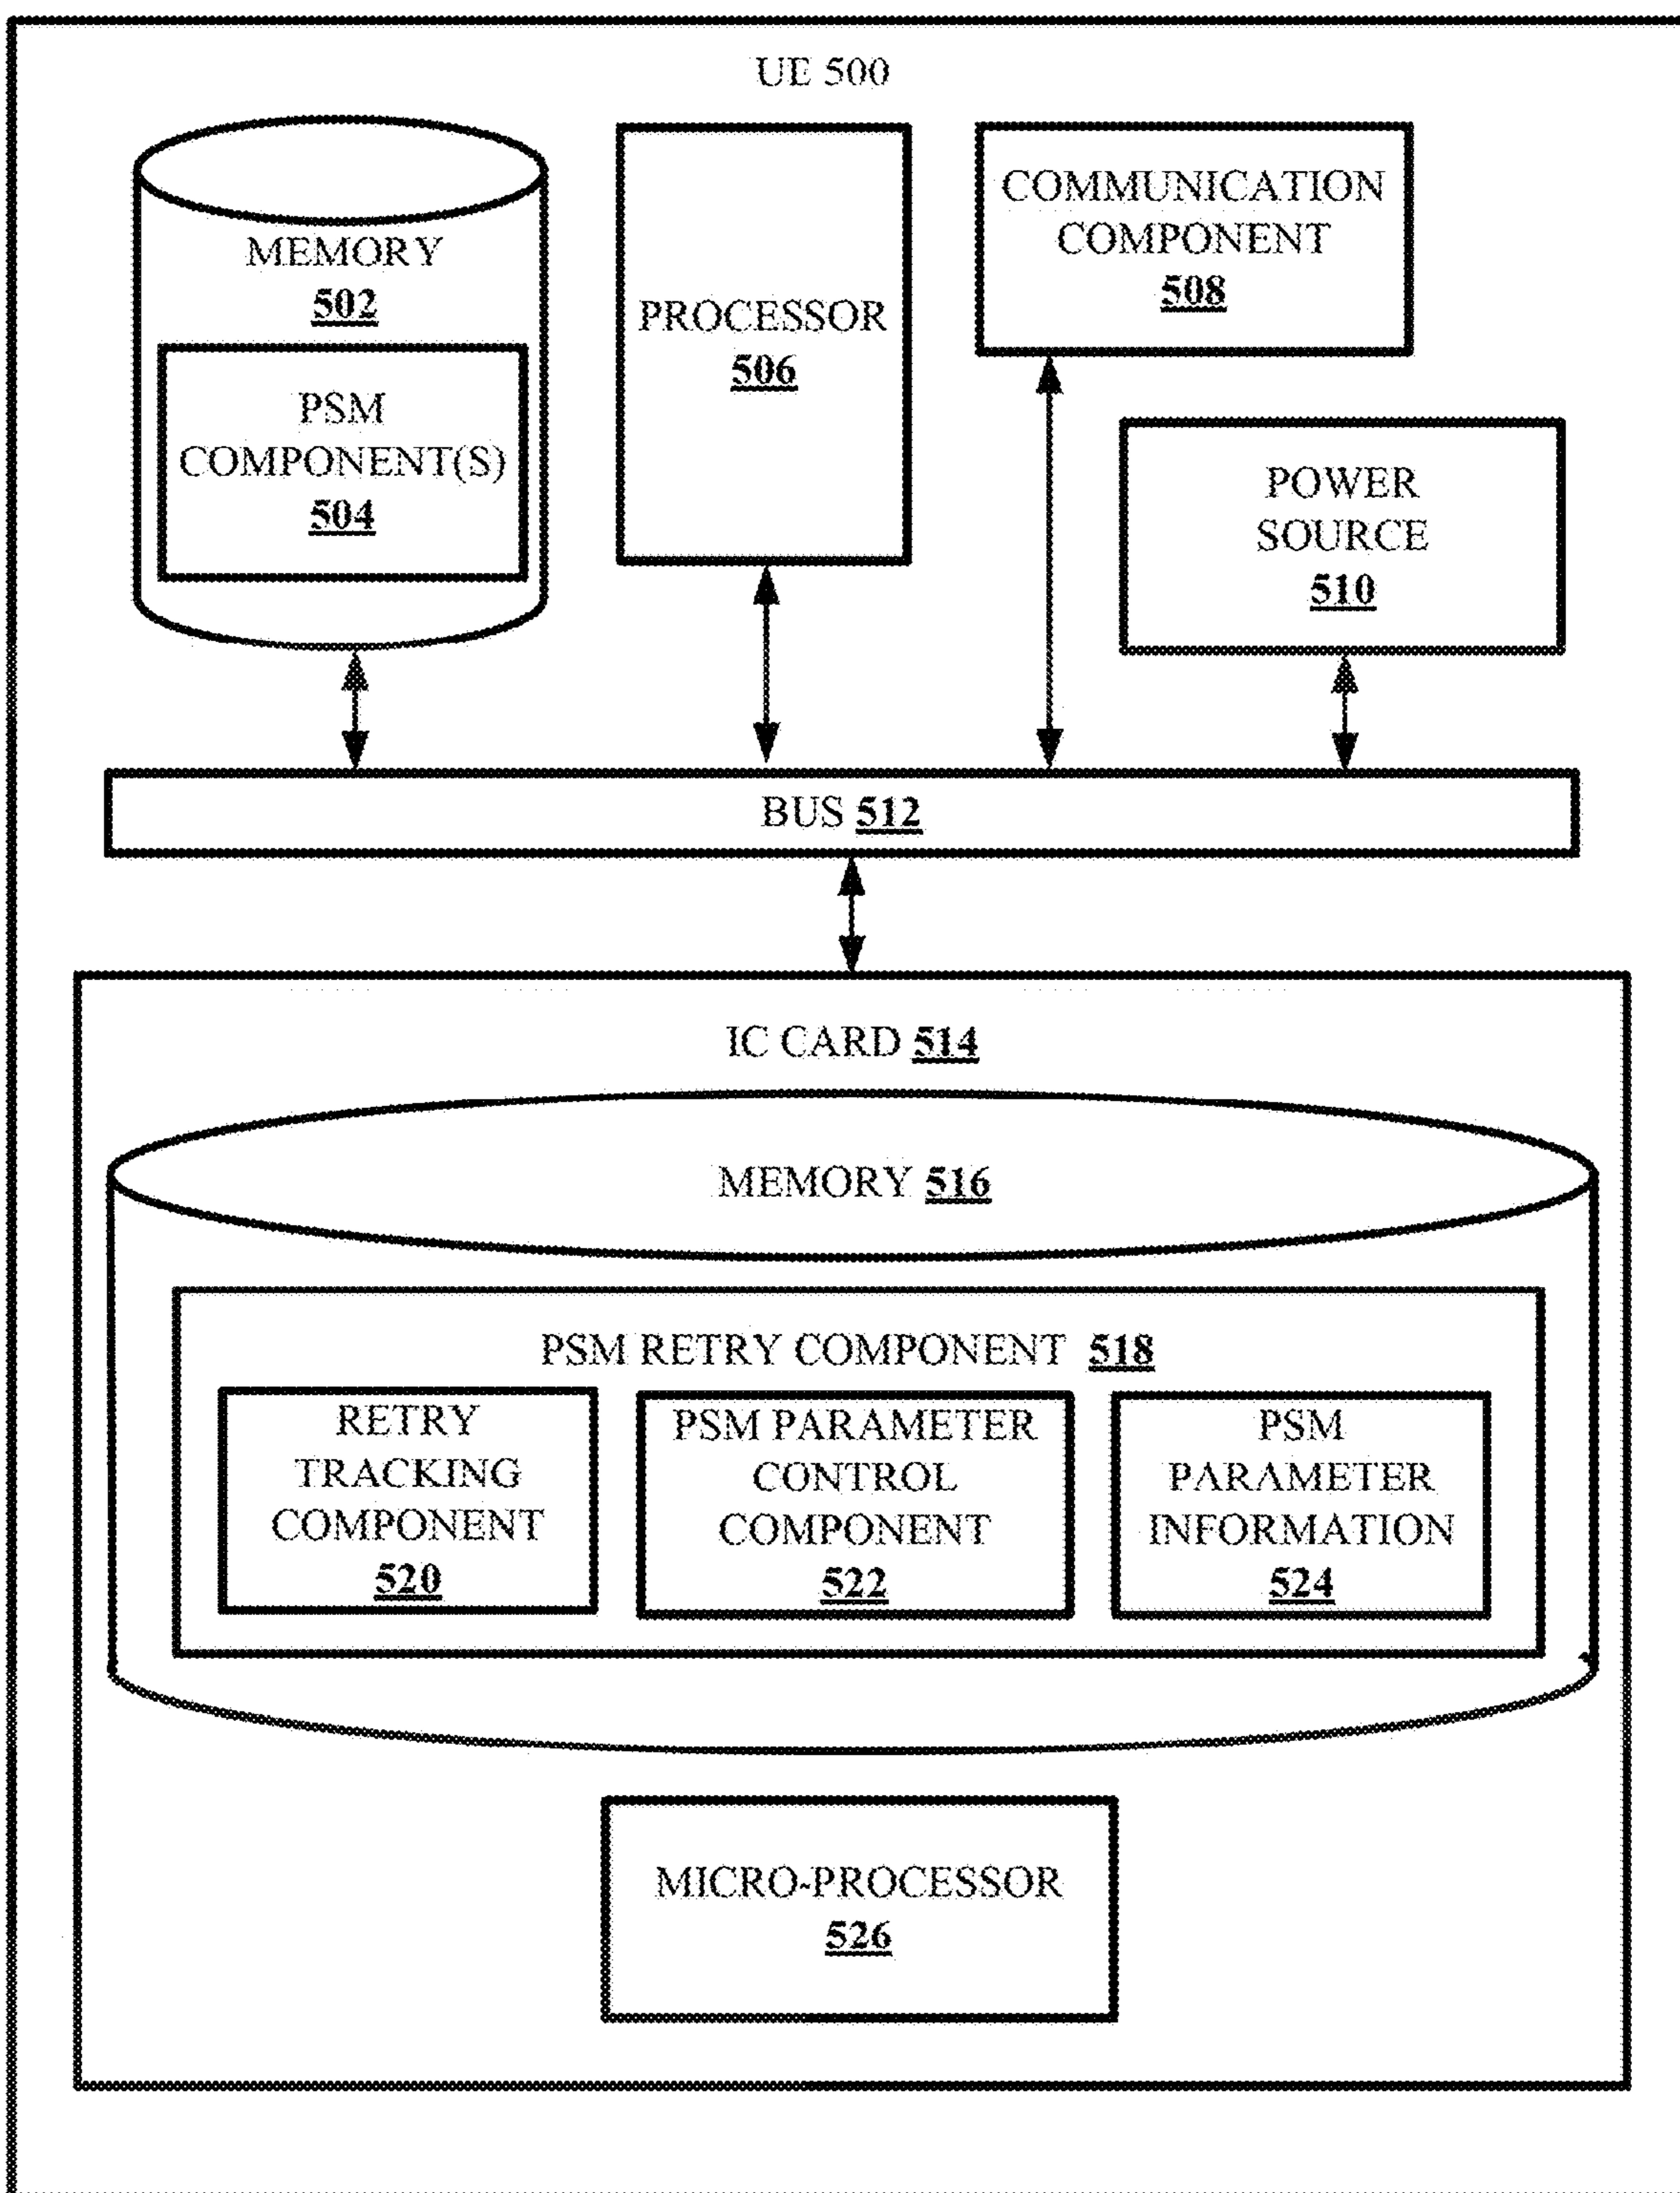 UE 500
MEMORY
502
PSM
COMPONENT(S)
504
PROCESSOR
506
COMMUNICATION
COMPONENT
508
POWER
SOURCE
510
BUS 512
IC CARD 514
MEMORY 516
PSM RETRY COMPONENT 518
RETRY
TRACKING
COMPONENT
520
PSM PARAMETER
CONTROL
COMPONENT
522
PSM
PARAMETER
INFORMATION
524
MICRO-PROCESSOR
526